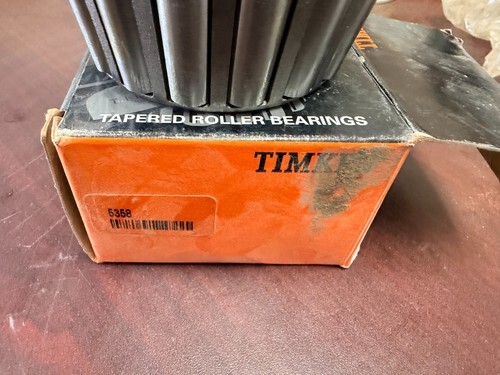 TAPERED ROLLER BEARINGS
TIMK
5358